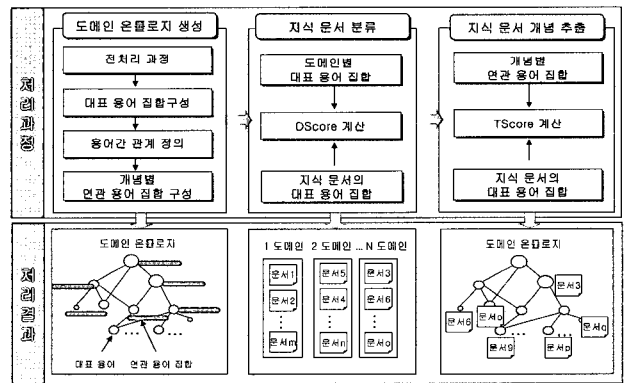 처리과정
도메인 온톨로지 생성
전처리 과정
대표 용어 집합구성
용어간 관계 정의
개념별
연관 용어 집합 구성
지식 문서 분류
도메인별
대표 용어 집합
DScore 계산
지식 문서의
대표 용어 집합
지식 문서 개념 추출
개념별
연관 용어 집합
TScore 계산
지식 문서의
대표 용어 집합
처리결과
도메인 온톨로지
대표 용어
연관 용어 집합
1 도메인 2 도메인 ... N 도메인
문서1
문서5
문서3
문서2
문서4
문서6
문서m
문서n
문서o
도메인 온톨로지
문서3
문서6
문서o
문서q
문서9
문서p